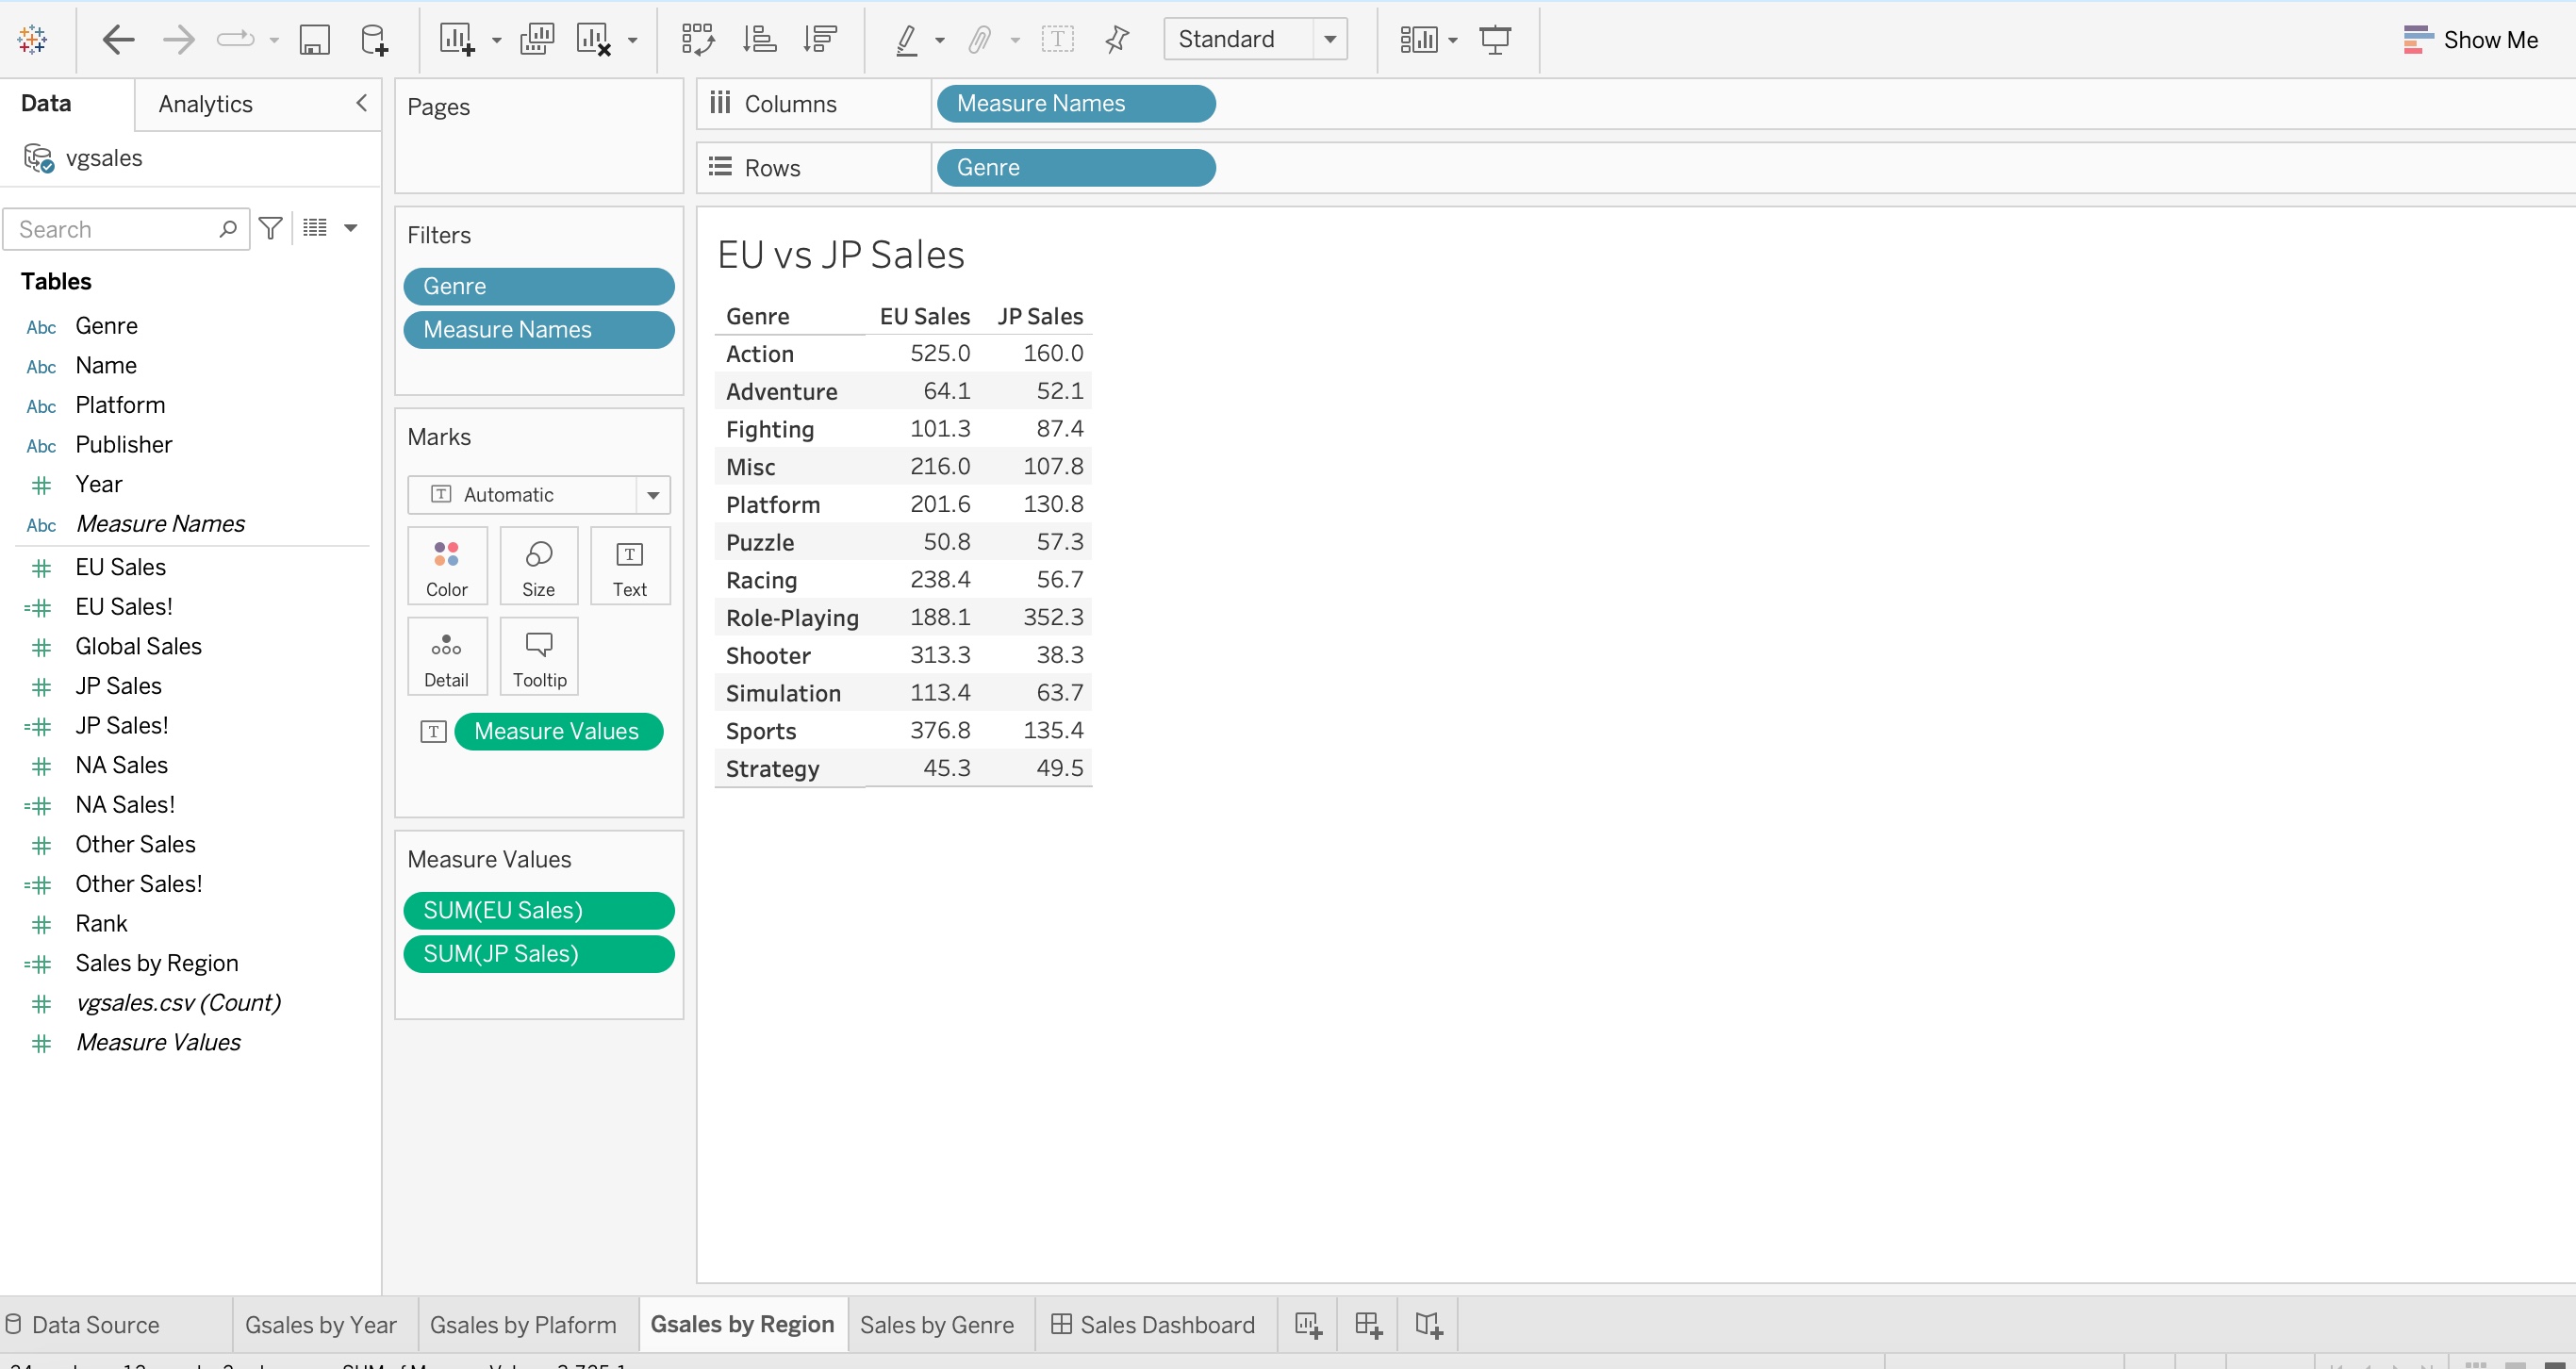 Standard
Show Me
Data
Analytics
vgsales
Search
Tables
Abc Genre
Abc Name
Abc Platform
Abc Publisher
Year
Abc Measure Names
EU Sales
EU Sales!
Global Sales
JP Sales
JP Sales!
NA Sales
NA Sales!
Other Sales
Other Sales!
Rank
Sales by Region
vgsales.csv (Count)
Measure Values
Pages
Filters
Genre
Measure Names
Marks
Automatic
Color Size Text
Detail Tooltip
Measure Values
Measure Values
SUM(EU Sales)
SUM(JP Sales)
Columns Measure Names
Rows Genre
EU vs JP Sales
Genre EU Sales JP Sales
Action 525.0 160.0
Adventure 64.1 52.1
Fighting 101.3 87.4
Misc 216.0 107.8
Platform 201.6 130.8
Puzzle 50.8 57.3
Racing 238.4 56.7
Role-Playing 188.1 352.3
Shooter 313.3 38.3
Simulation 113.4 63.7
Sports 376.8 135.4
Strategy 45.3 49.5
Data Source Gsales by Year Gsales by Plaform Gsales by Region Sales by Genre Sales Dashboard